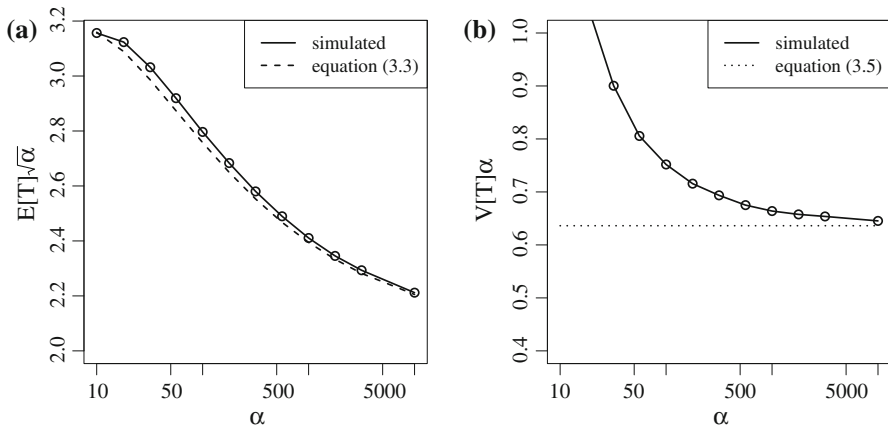 (a)
3.2
3.0
2.8
2.6
2.4
2.2
2.0
E[T]√α
simulated
equation (3.3)
10
50
500
5000
α
(b)
1.0
0.9
0.8
0.7
0.6
0.5
0.4
V[T]α
simulated
equation (3.5)
10
50
500
5000
α